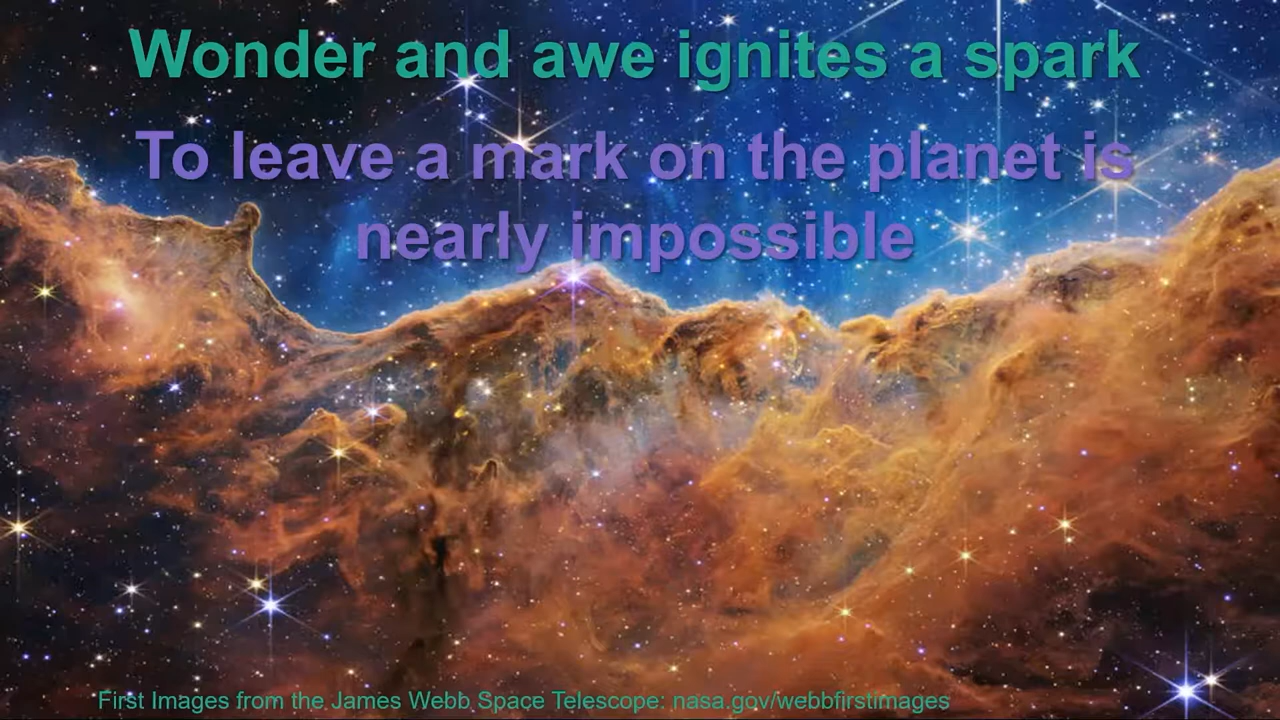 Wonder and awe ignites a spark
To leave a mark on the planet is
nearly impossible
First Images from the James Webb Space Telescope: nasa.gov/webbfirstimages